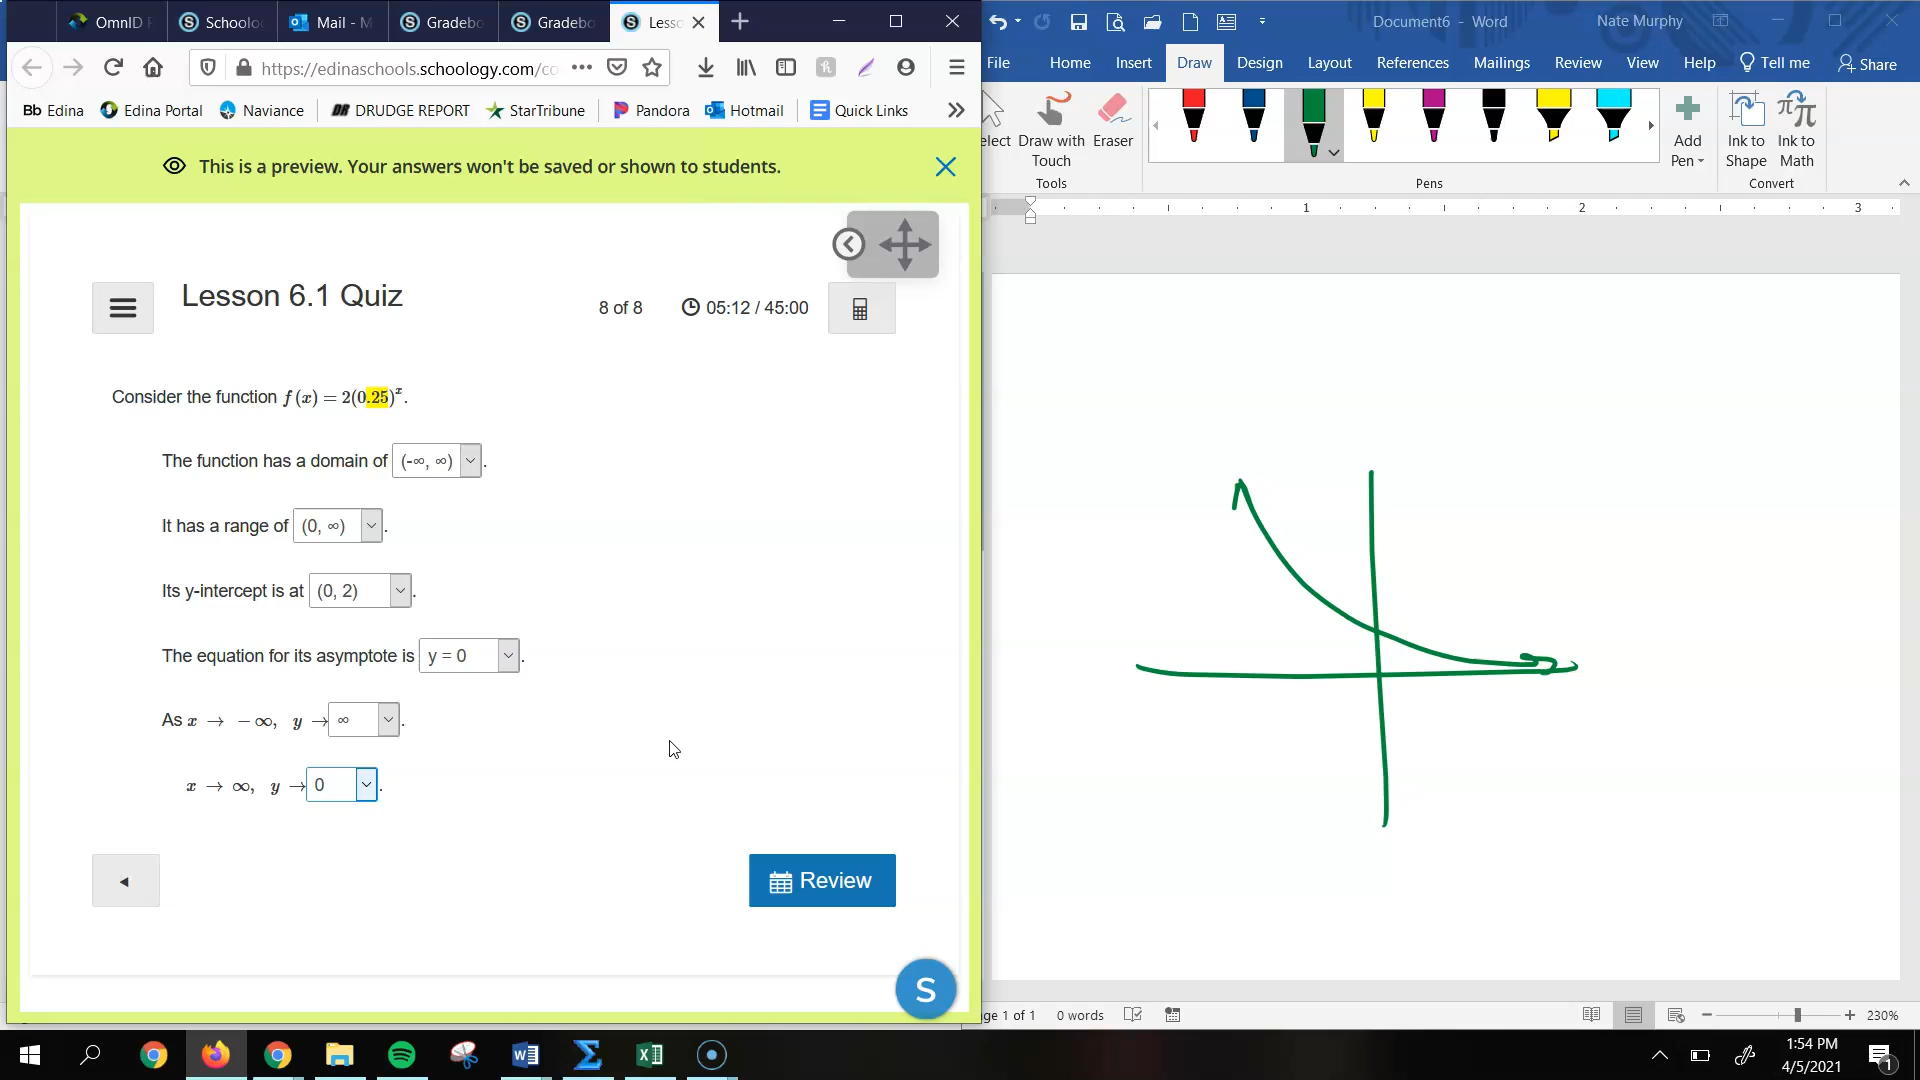 OmnID
Schoolo
Mail - M
Gradebo
Gradebo
Lesso
https://edinaschools.schoology.com/co
Bb Edina
Edina Portal
Naviance
DR DRUDGE REPORT
StarTribune
Pandora
Hotmail
Quick Links
This is a preview. Your answers won't be saved or shown to students.
Lesson 6.1 Quiz
8 of 8
05:12 / 45:00
Consider the function f (x) = 2(0.25)^x.
The function has a domain of (-∞, ∞).
It has a range of (0, ∞).
Its y-intercept is at (0, 2).
The equation for its asymptote is y = 0.
As x → − ∞, y → ∞.
x → ∞, y → 0.
Review
S
Document6 - Word
Nate Murphy
File Home Insert Draw Design Layout References Mailings Review View Help Tell me Share
elect
Draw with Touch
Eraser
Tools
Pens
Add Pen
Ink to Shape
Ink to Math
Convert
1 2 3
ge 1 of 1
0 words
230%
1:54 PM
4/5/2021
1